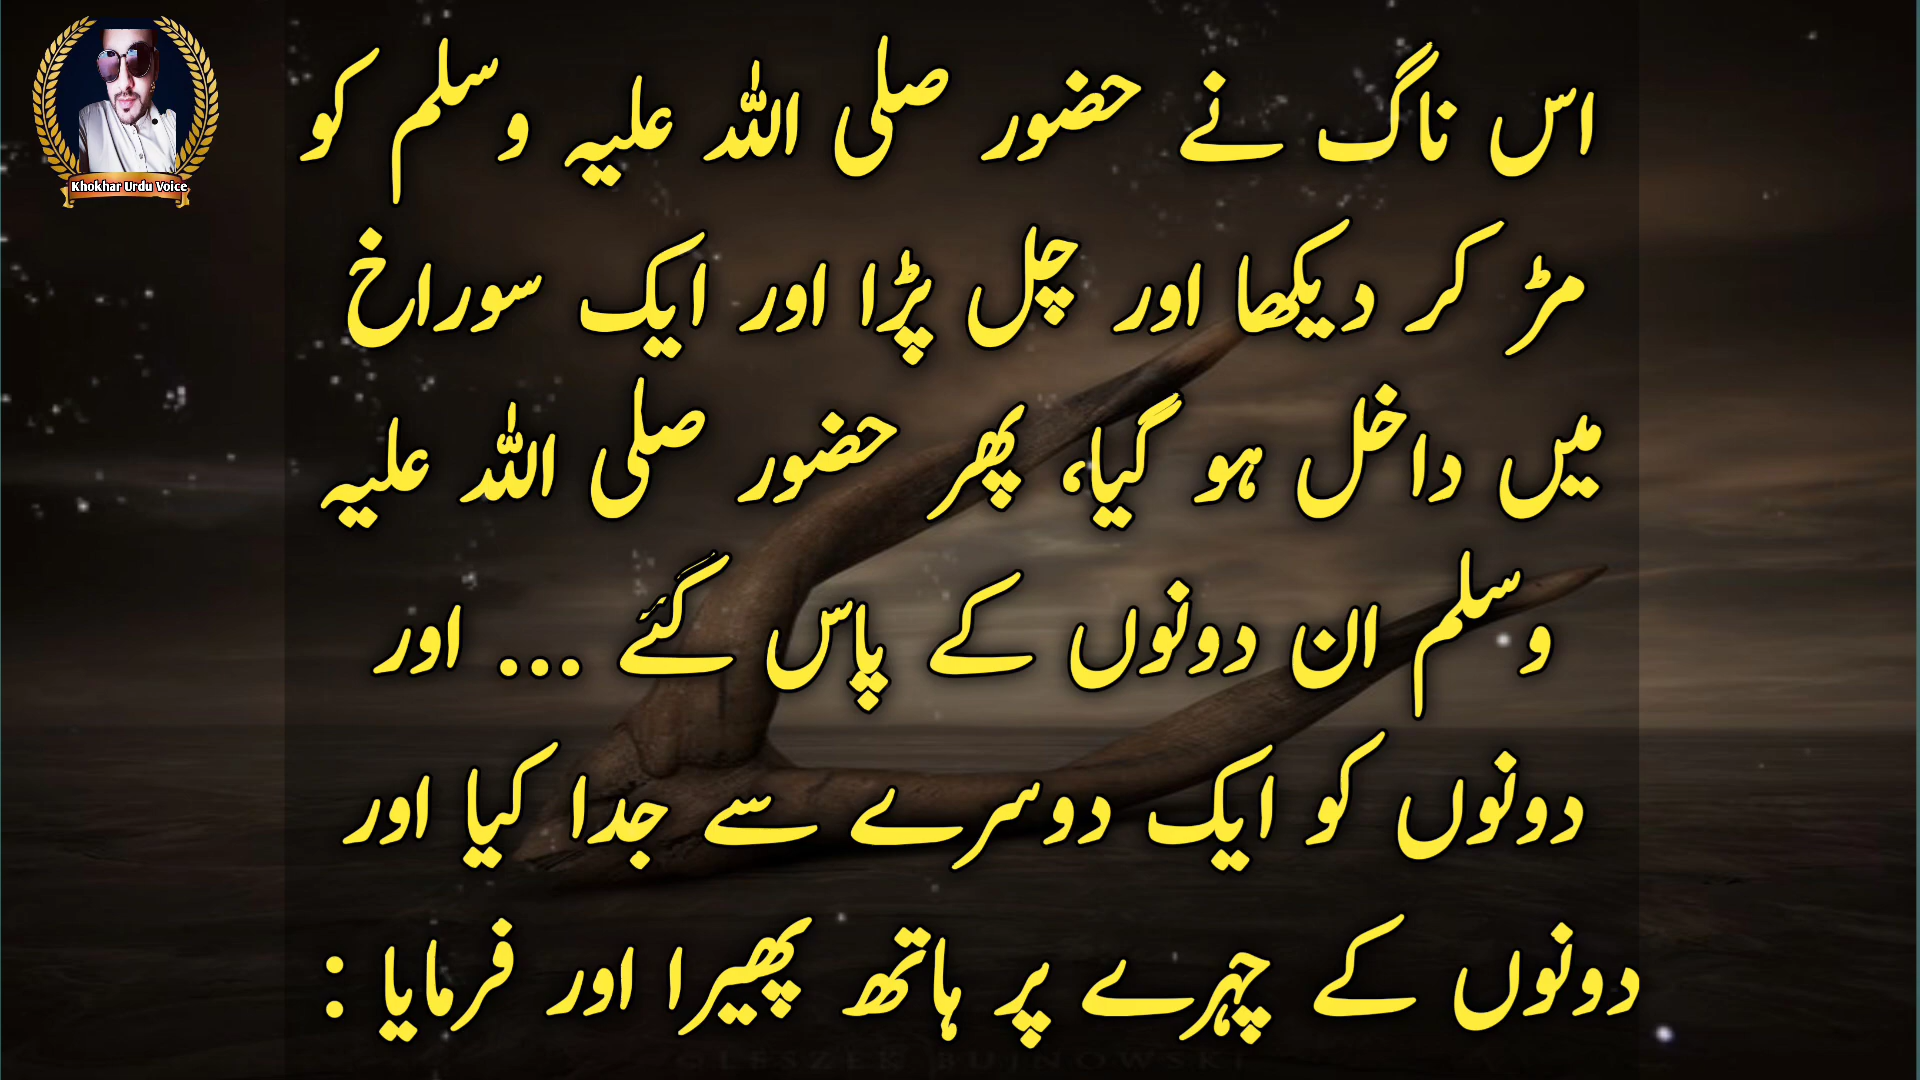 Khokhar Urdu Voice
اس ناگ نے حضور صلی اللہ علیہ وسلم کو
مڑ کر دیکھا اور چل پڑا اور ایک سوراخ
میں داخل ہو گیا، پھر حضور صلی اللہ علیہ
وسلم ان دونوں کے پاس گئے ... اور
دونوں کو ایک دوسرے سے جدا کیا اور
دونوں کے چہرے پر ہاتھ پھیرا اور فرمایا :
LESZEK BUJNOWSKI